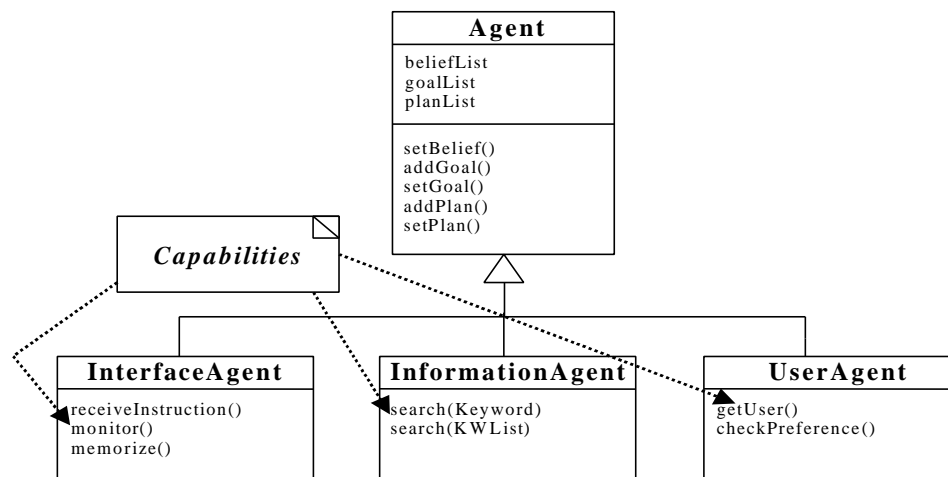 Agent
beliefList
goalList
planList
setBelief()
addGoal()
setGoal()
addPlan()
setPlan()
Capabilities
InterfaceAgent
receiveInstruction()
monitor()
memorize()
InformationAgent
search(Keyword)
search(KWList)
UserAgent
getUser()
checkPreference()